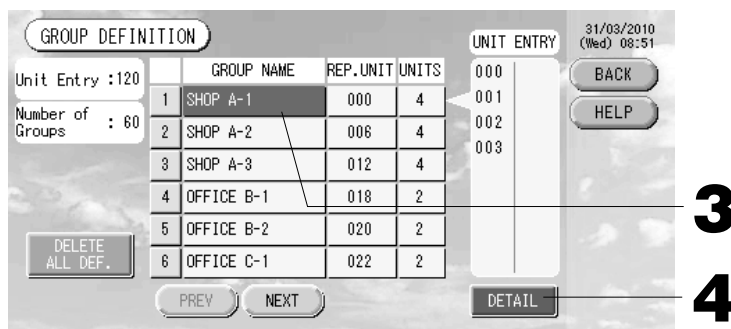 GROUP DEFINITION
31/03/2010
(Wed) 08:51
Unit Entry :120
Number of
Groups : 60
DELETE
ALL DEF.
GROUP NAME REP.UNIT UNITS
1 SHOP A-1 000 4
2 SHOP A-2 006 4
3 SHOP A-3 012 4
4 OFFICE B-1 018 2
5 OFFICE B-2 020 2
6 OFFICE C-1 022 2
PREV NEXT
UNIT ENTRY
000
001
002
003
DETAIL
BACK
HELP
3
4